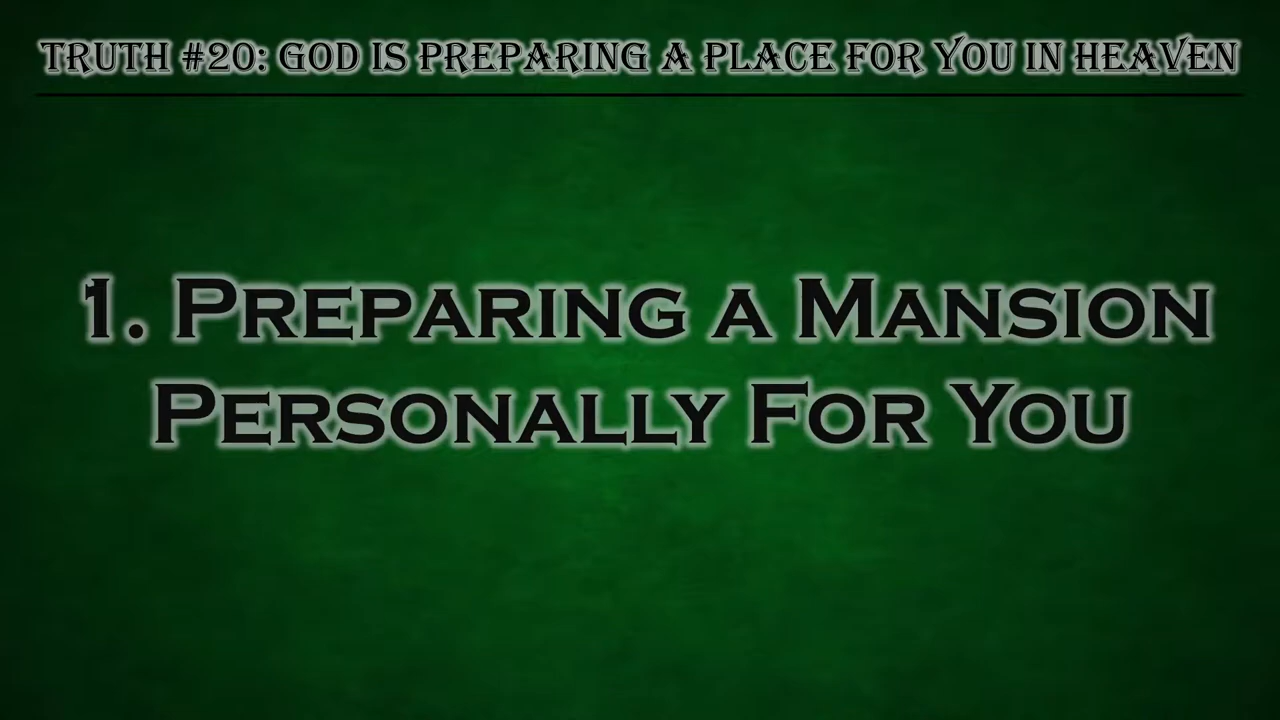 TRUTH #20: GOD IS PREPARING A PLACE FOR YOU IN HEAVEN
1. Preparing a Mansion
Personally For You